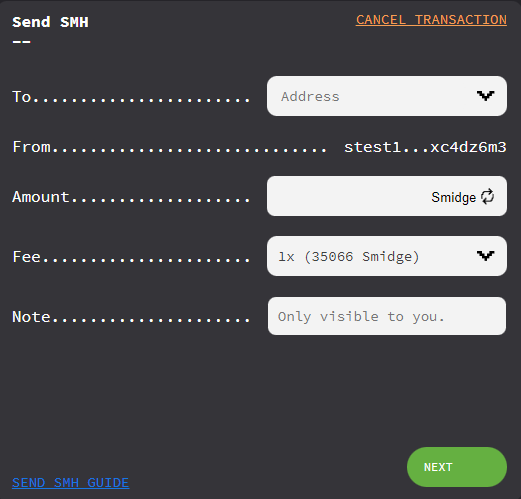 Send SMH
--
CANCEL TRANSACTION
To...................... Address
From............................ stest1...xc4dz6m3
Amount.................. Smidge
Fee..................... 1x (35066 Smidge)
Note.................... Only visible to you.
SEND SMH GUIDE
NEXT